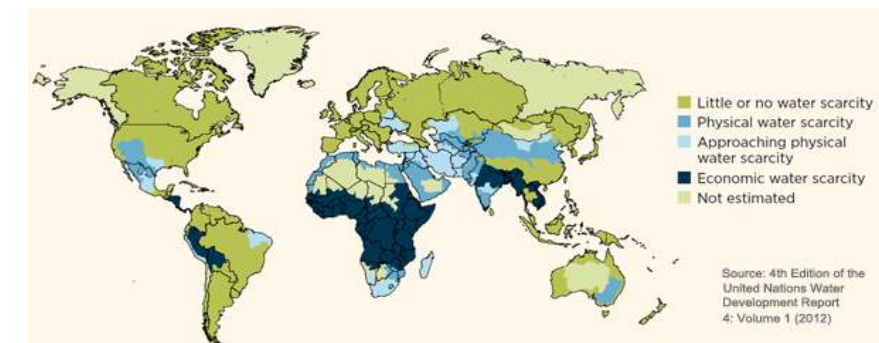 Little or no water scarcity
Physical water scarcity
Approaching physical
water scarcity
Economic water scarcity
Not estimated
Source: 4th Edition of the
United Nations Water
Development Report
4: Volume 1 (2012)